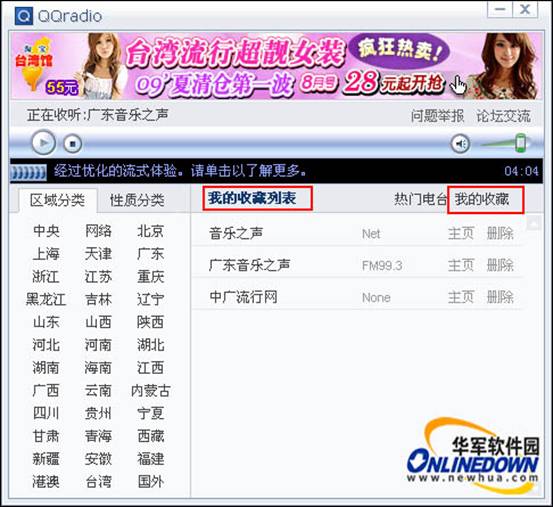 QQradio
淘宝
台湾馆
55元
台湾流行超靓女装 疯狂热卖!
09'夏清仓第一波 8月号 28元起开抢
正在收听:广东音乐之声 问题举报 论坛交流
经过优化的流式体验。请单击以了解更多。 04:04
区域分类 性质分类 我的收藏列表 热门电台 我的收藏
中央 网络 北京 音乐之声 Net 主页 删除
上海 天津 广东 广东音乐之声 FM99.3 主页 删除
浙江 江苏 重庆 中广流行网 None 主页 删除
黑龙江 吉林 辽宁
山东 山西 陕西
河北 河南 湖北
湖南 海南 江西
广西 云南 内蒙古
四川 贵州 宁夏
甘肃 青海 西藏
新疆 安徽 福建
港澳 台湾 国外
华军软件园
ONLINEDOWN
www.newhua.com